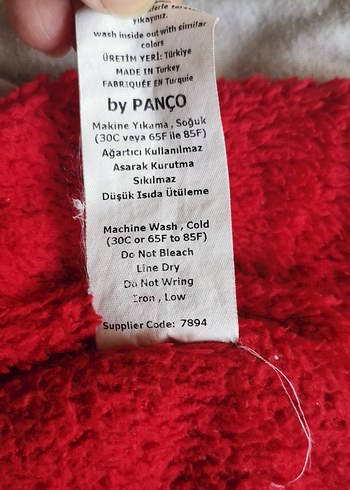 yıkayınız.
wash inside out with similar
colors
ÜRETİM YERİ: Türkiye
MADE IN Turkey
FABRIQUÉE EN Turquie
by PANÇO
Makine Yıkama , Soğuk
(30C veya 65F ile 85F)
Ağartıcı Kullanılmaz
Asarak Kurutma
Sıkılmaz
Düşük Isıda Ütüleme
Machine Wash , Cold
(30C or 65F to 85F)
Do Not Bleach
Line Dry
Do Not Wring
Iron , Low
Supplier Code: 7894